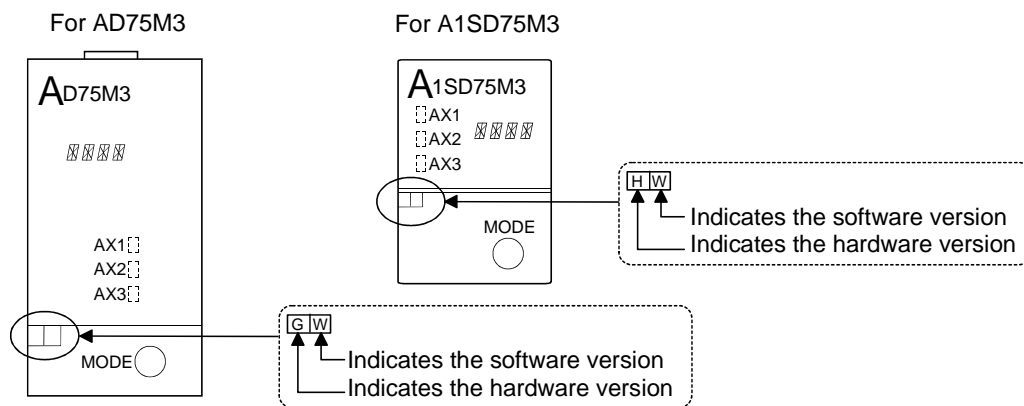 For AD75M3
AD75M3
AX1
AX2
AX3
MODE
G W
Indicates the software version
Indicates the hardware version
For A1SD75M3
A1SD75M3
AX1
AX2
AX3
MODE
H W
Indicates the software version
Indicates the hardware version